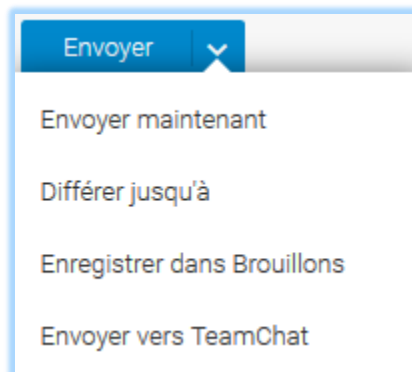 Envoyer
Envoyer maintenant
Différer jusqu'à
Enregistrer dans Brouillons
Envoyer vers TeamChat